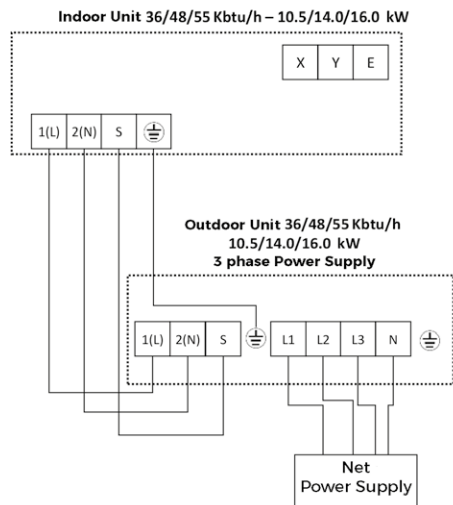 Indoor Unit 36/48/55 Kbtu/h – 10.5/14.0/16.0 kW
X Y E
1(L) 2(N) S
Outdoor Unit 36/48/55 Kbtu/h
10.5/14.0/16.0 kW
3 phase Power Supply
1(L) 2(N) S L1 L2 L3 N
Net
Power Supply